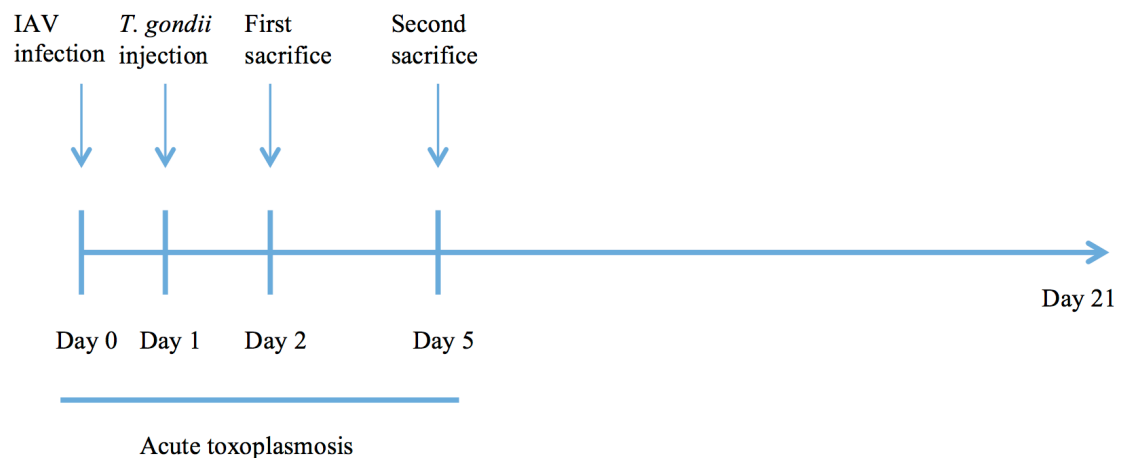 IAV infection
T. gondii injection
First sacrifice
Second sacrifice
Day 21
Day 0 Day 1 Day 2 Day 5
Acute toxoplasmosis